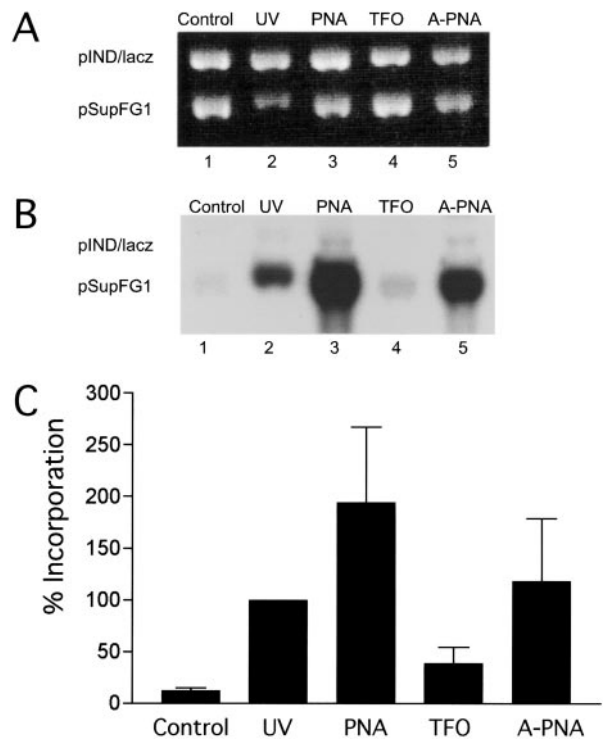 A
Control UV PNA TFO A-PNA
pIND/lacz
pSupFG1
1 2 3 4 5
B
Control UV PNA TFO A-PNA
pIND/lacz
pSupFG1
1 2 3 4 5
C
% Incorporation
300
250
200
150
100
50
0
Control UV PNA TFO A-PNA